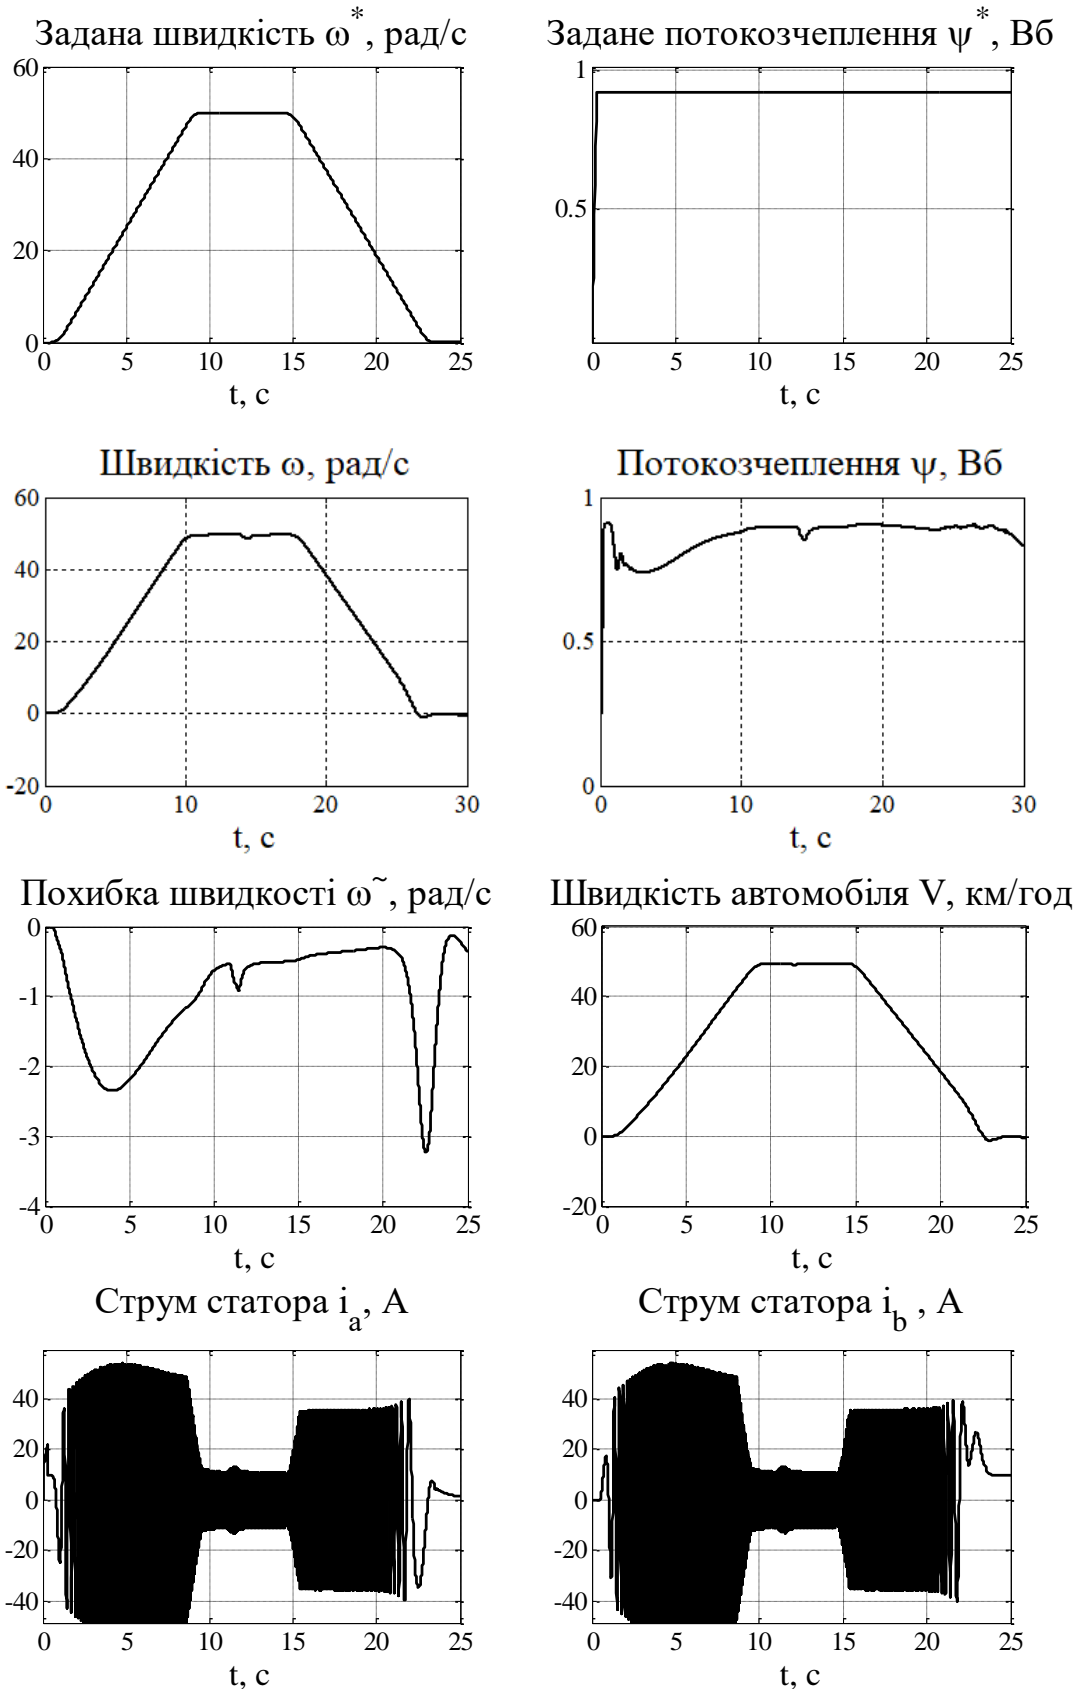 Задана швидкість ω*, рад/с
60
40
20
0
0 5 10 15 20 25
t, с
Задане потокозчеплення ψ*, Вб
1
0.5
0 5 10 15 20 25
t, с
Швидкість ω, рад/с
60
40
20
0
-20
0 10 20 30
t, с
Потокозчеплення ψ, Вб
1
0.5
0
0 10 20 30
t, с
Похибка швидкості ω~, рад/с
0
-1
-2
-3
-4
0 5 10 15 20 25
t, с
Швидкість автомобіля V, км/год
60
40
20
0
-20
0 5 10 15 20 25
t, с
Струм статора i_a, А
40
20
0
-20
-40
0 5 10 15 20 25
t, с
Струм статора i_b , А
40
20
0
-20
-40
0 5 10 15 20 25
t, с